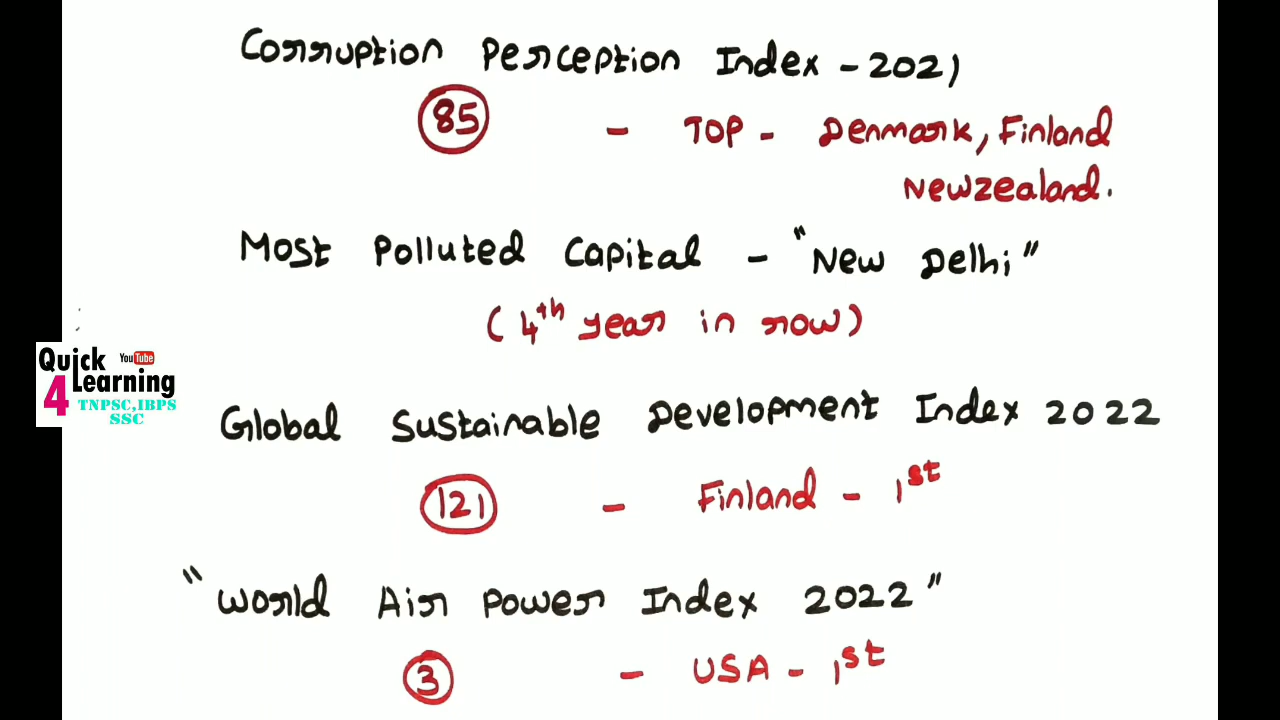 Corruption Perception Index - 2021
85 - TOP - Denmark, Finland
Newzealand.
Most Polluted Capital - "New Delhi"
(4th year in row)
Quick YouTube
4 Learning
TNPSC,IBPS
SSC
Global Sustainable Development Index 2022
121 - Finland - 1st
"World Air Power Index 2022"
3 - USA - 1st